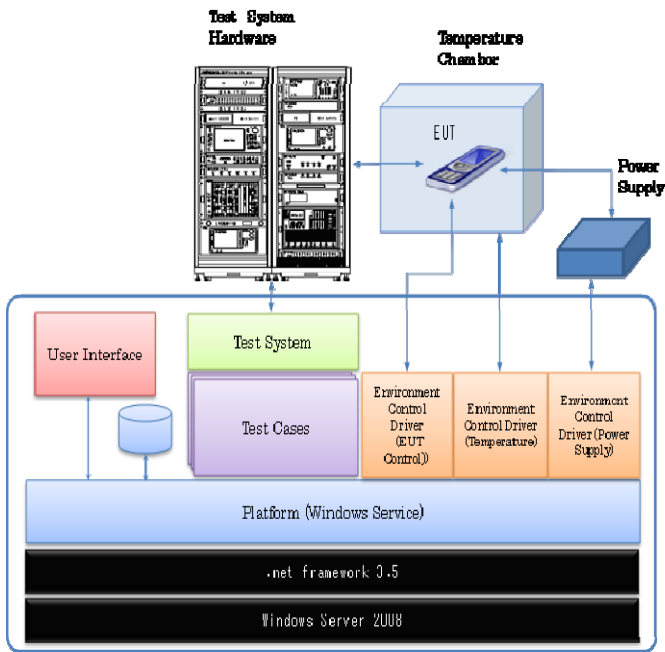 Test System
Hardware
Temperature
Chambor
EUT
Power
Supply
User Interface
Test System
Test Cases
Environment
Control
Driver
(EUT
Control))
Environment
Control Driver
(Temperature)
Environment
Control
Driver (Power
Supply)
Platform (Windows Service)
.net framework 3.5
Windows Server 2008